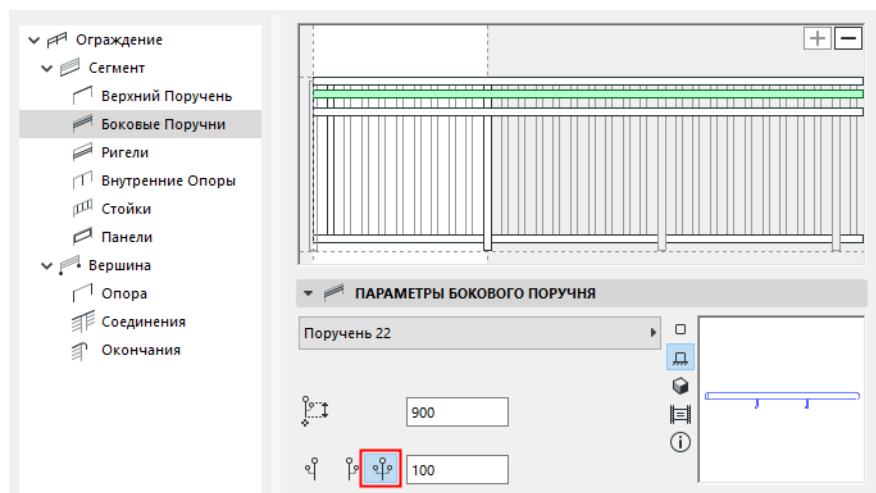 Ограждение
Сегмент
Верхний Поручень
Боковые Поручни
Ригели
Внутренние Опоры
Стойки
Панели
Вершина
Опора
Соединения
Окончания
ПАРАМЕТРЫ БОКОВОГО ПОРУЧНЯ
Поручень 22
900
100